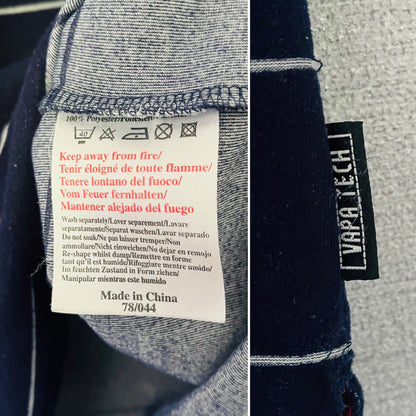 100% Polyester/Polyester
40
Keep away from fire/
Tenir éloigné de toute flamme/
Tenere lontano del fuoco/
Vom Feuer fernhalten/
Mantener alejado del fuego
Wash separately/Laver separement/Lavare
separatamente/Separat waschen/Lavar separado
Do not soak/Ne pas laisser tremper/Non
ammollare/Nicht einweichen/No dejar en remojo
Re-shape whilst damp/Remettre en forme
tant qu'il est humide/Rifoggiare mentre umido/
Im feuchten Zustand in Form ziehen/
Manipular mientras este humido
Made in China
78/044
VAPA TECH